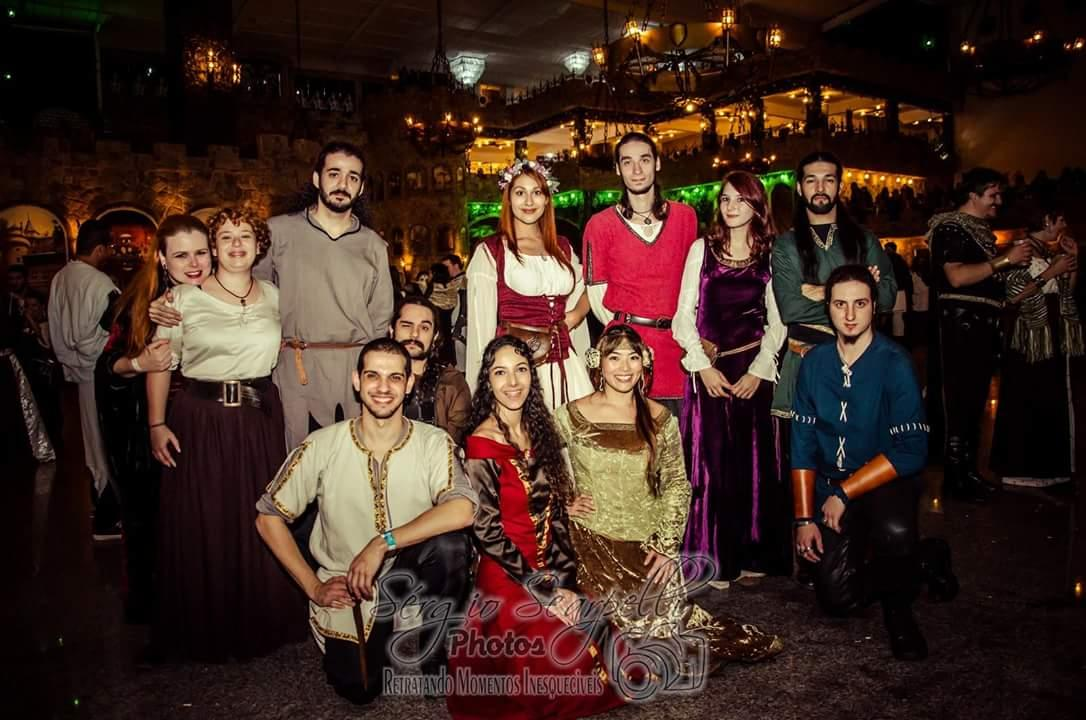 Sérgio Scarpelli
Photos
Retratando Momentos Inesquecíveis